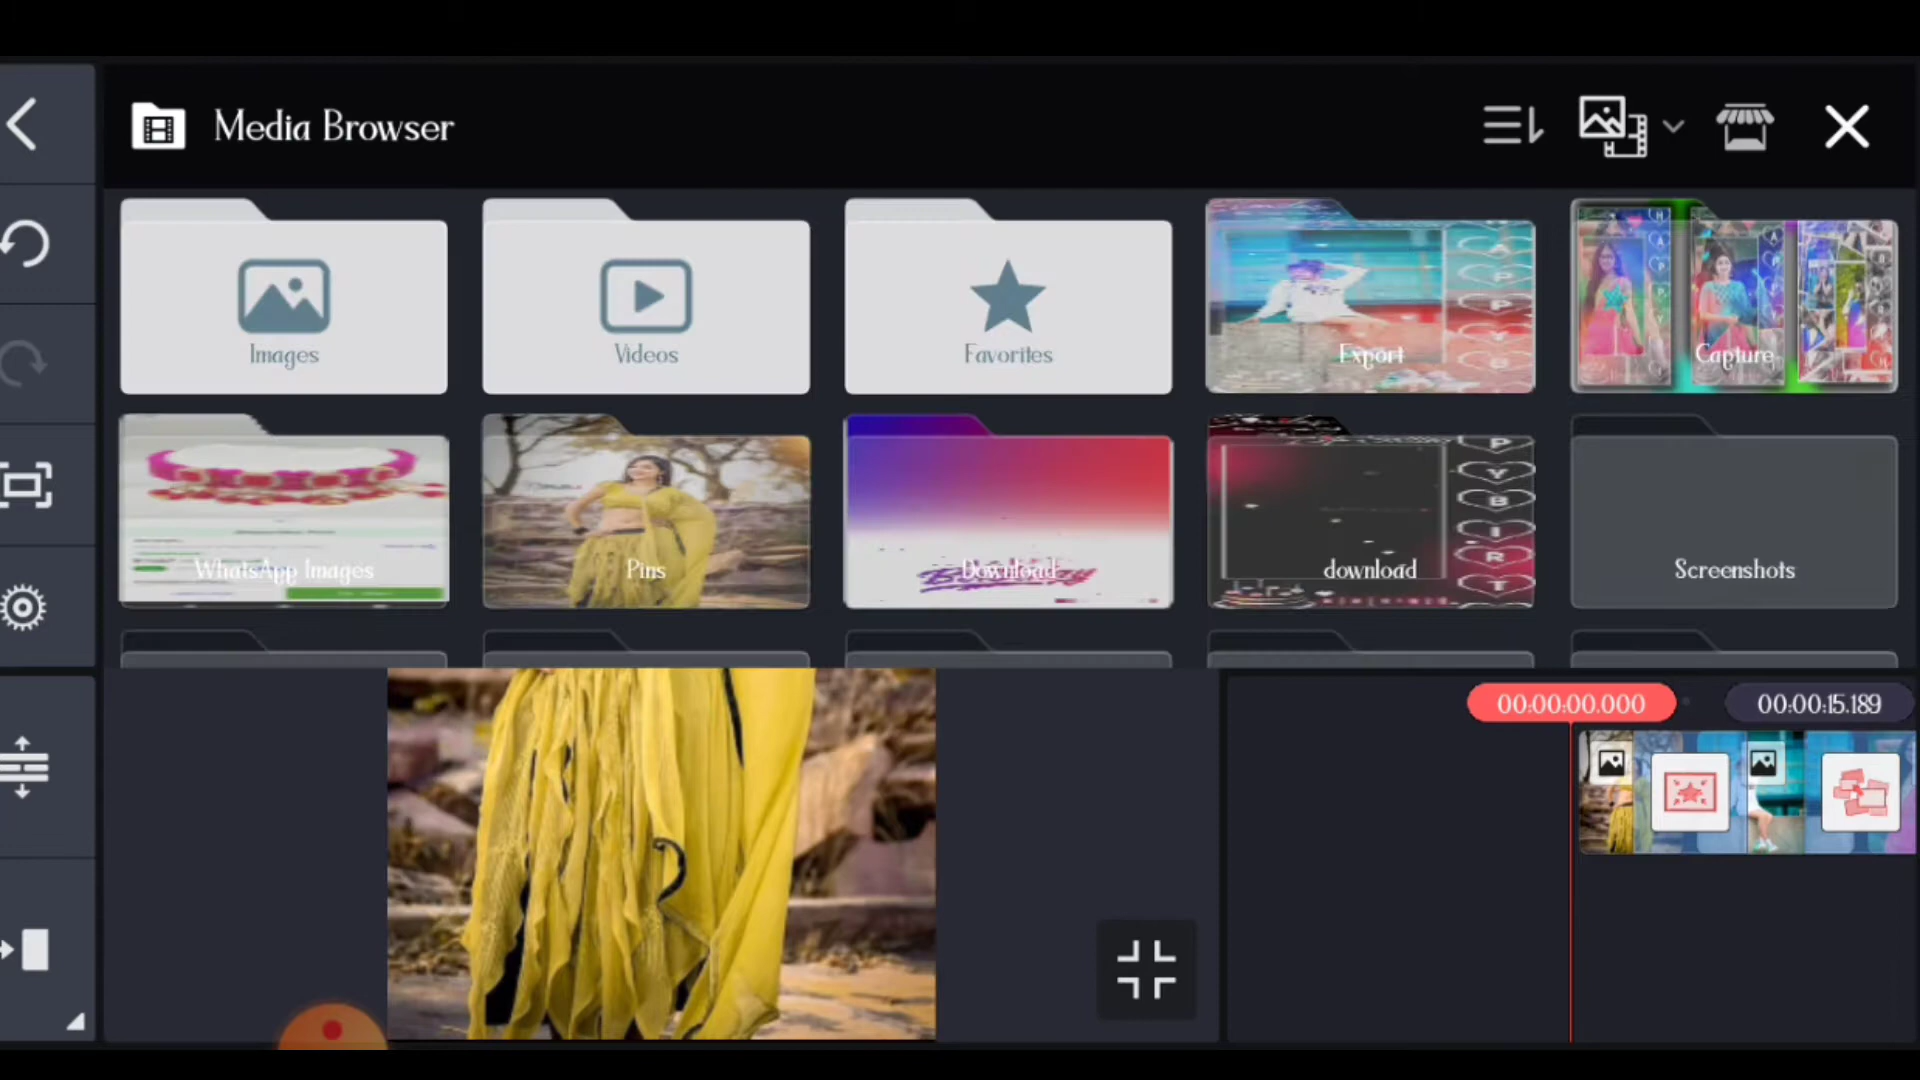 Media Browser
Images
Videos
Favorites
Export
Capture
WhatsApp Images
Pins
Download
download
Screenshots
00:00:00.000
00:00:15.189